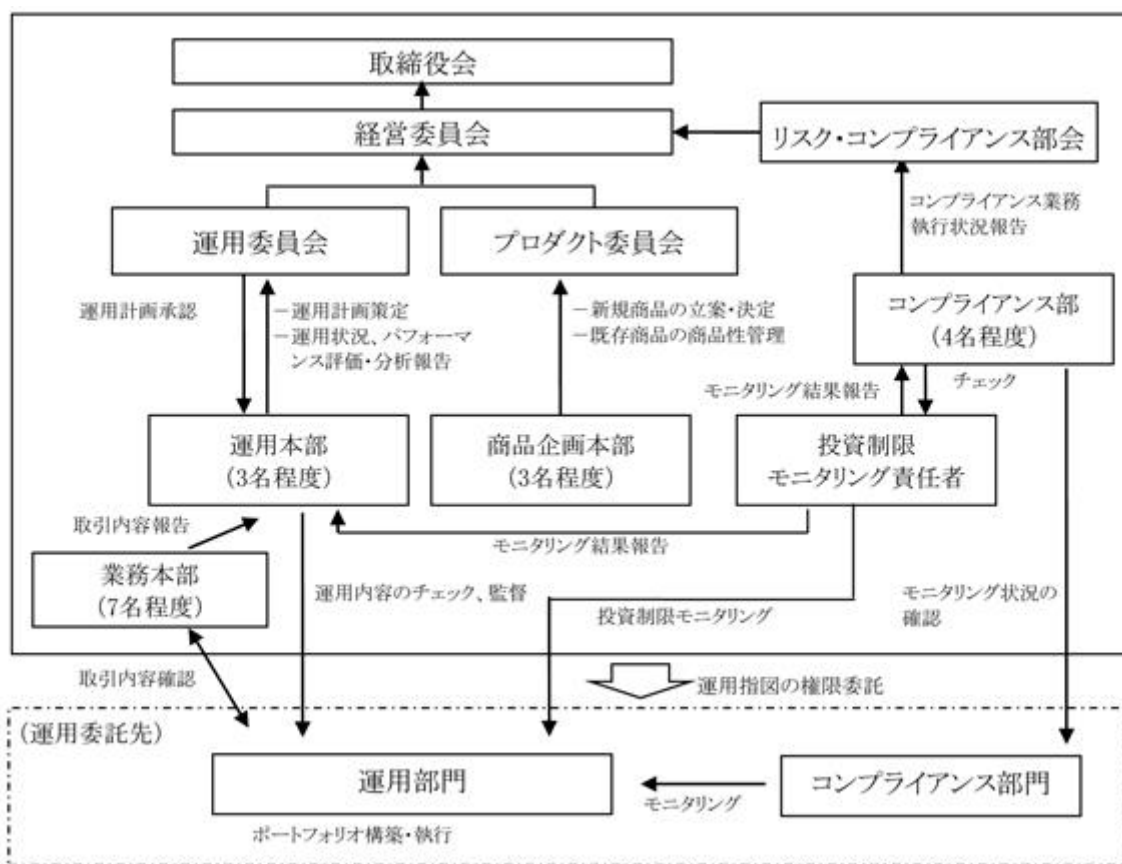 取締役会
経営委員会
リスク・コンプライアンス部会
コンプライアンス業務
執行状況報告
運用委員会
プロダクト委員会
運用計画承認
－運用計画策定
－運用状況、パフォーマ
ンス評価・分析報告
－新規商品の立案・決定
－既存商品の商品性管理
コンプライアンス部
(4名程度)
モニタリング結果報告
チェック
運用本部
(3名程度)
商品企画本部
(3名程度)
投資制限
モニタリング責任者
取引内容報告
モニタリング結果報告
業務本部
(7名程度)
運用内容のチェック、監督
投資制限モニタリング
モニタリング状況の
確認
取引内容確認
運用指図の権限委託
(運用委託先)
運用部門
モニタリング
コンプライアンス部門
ポートフォリオ構築・執行